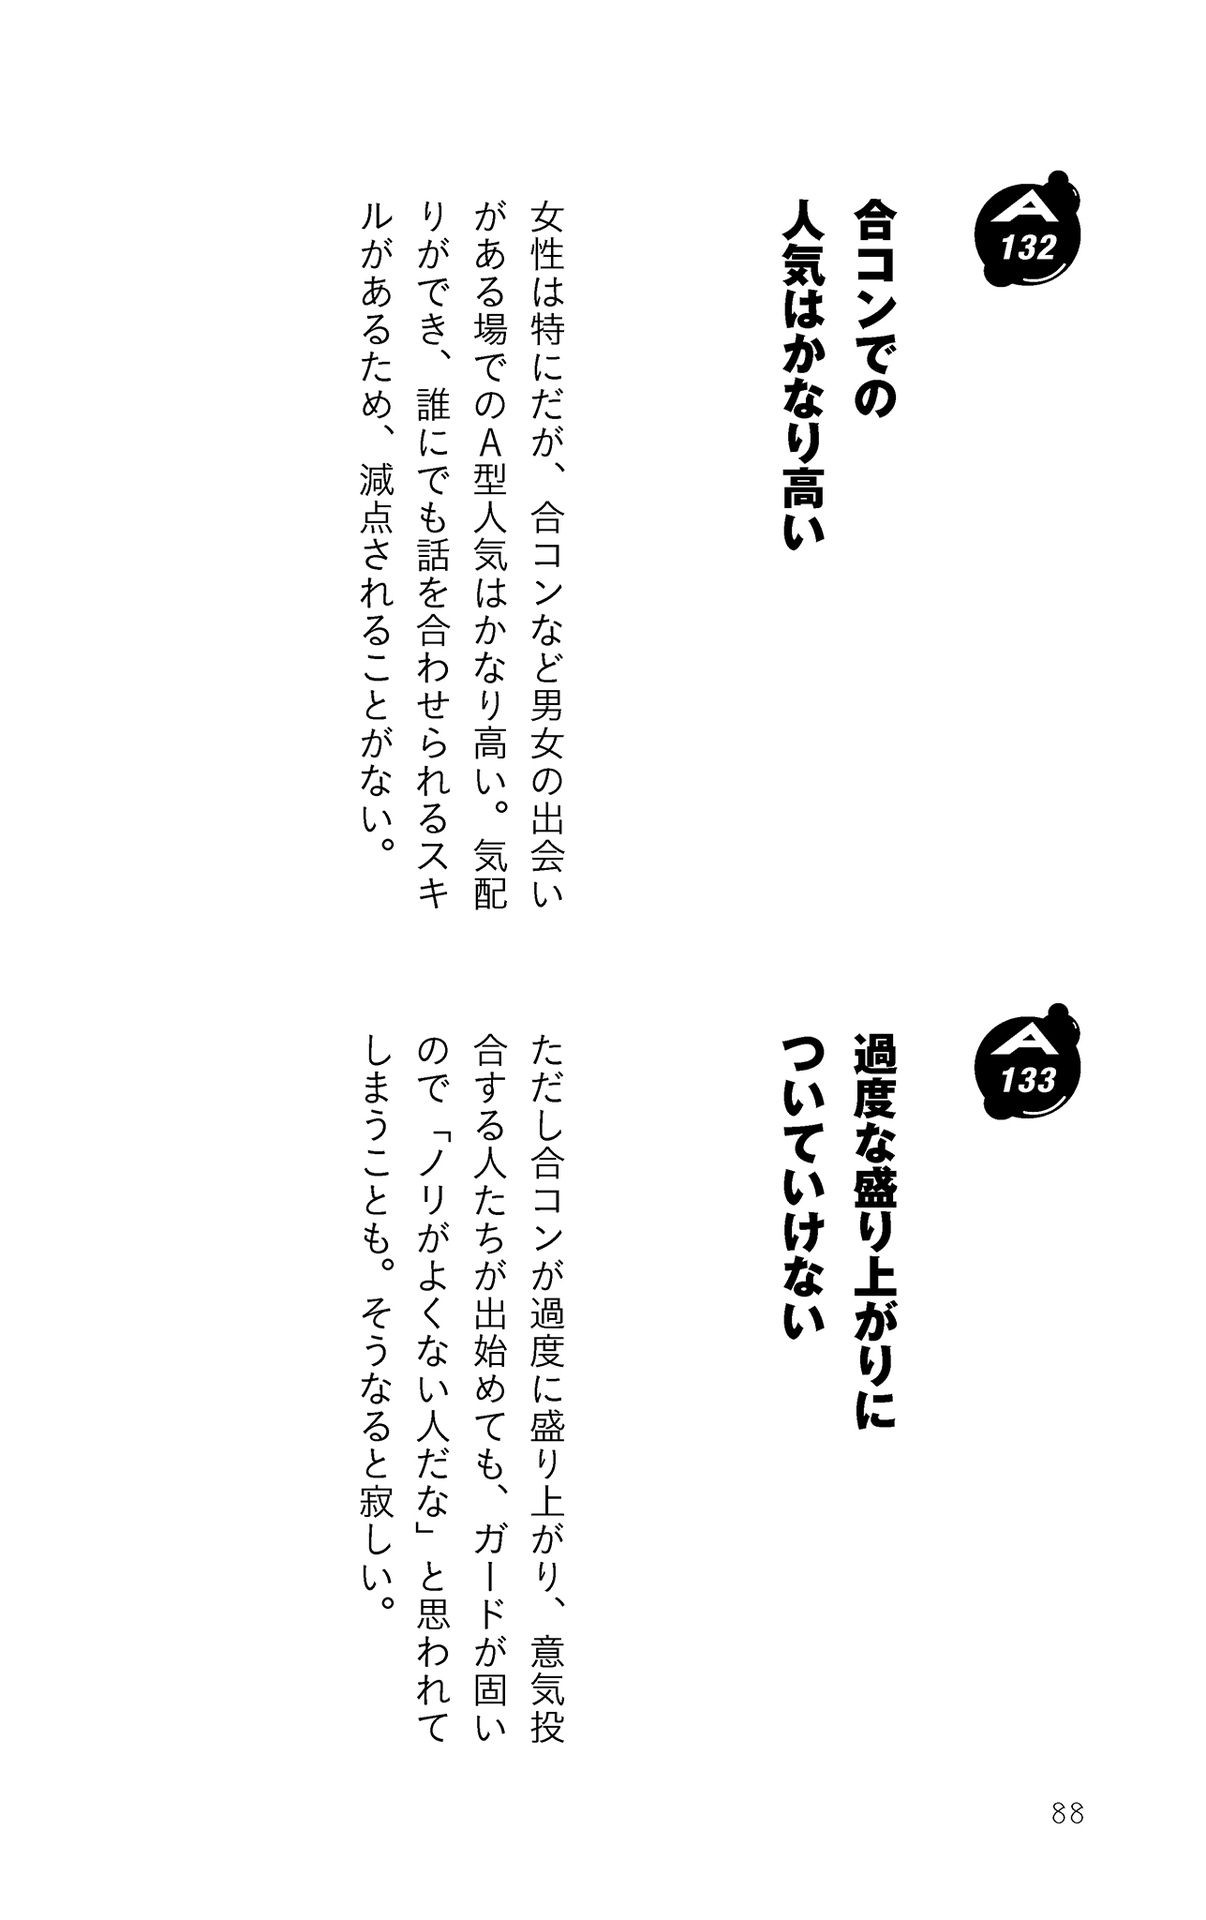 A
132
合コンでの
人気はかなり高い
女性は特にだが、合コンなど男女の出会い
がある場でのA型人気はかなり高い。気配
りができ、誰にでも話を合わせられるスキ
ルがあるため、減点されることがない。
A
133
過度な盛り上がりに
ついていけない
ただし合コンが過度に盛り上がり、意気投
合する人たちが出始めても、ガードが固い
ので「ノリがよくない人だな」と思われて
しまうことも。そうなると寂しい。
88